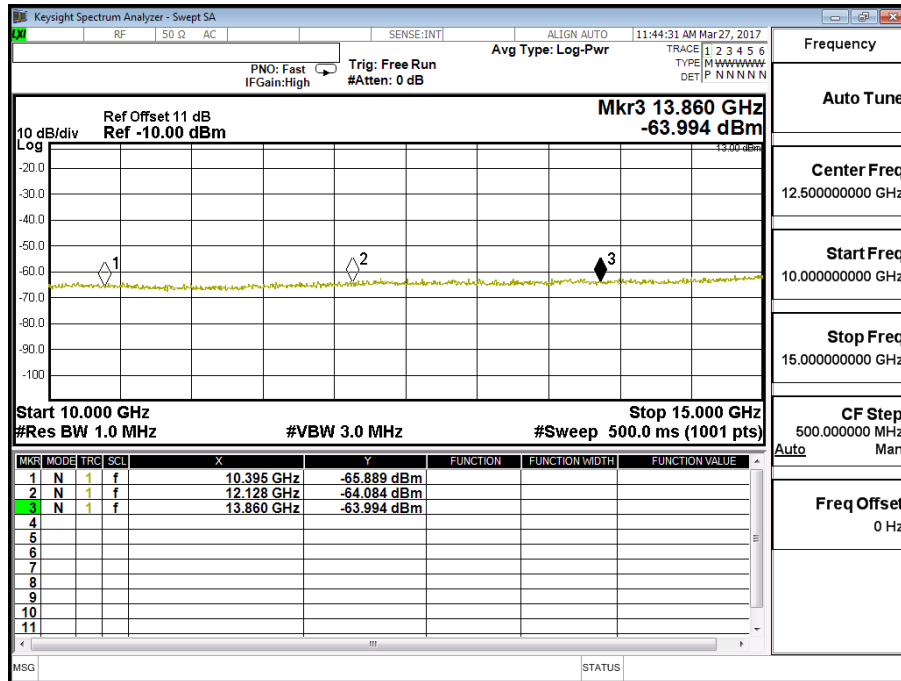 Keysight Spectrum Analyzer - Swept SA
LXI RF 50 Ω AC SENSE:INT ALIGN AUTO 11:44:31 AM Mar 27, 2017
PNO: Fast
IFGain:High
Trig: Free Run
#Atten: 0 dB
Avg Type: Log-Pwr
TRACE 1 2 3 4 5 6
TYPE M WWWWW
DET P N N N N N
Ref Offset 11 dB
10 dB/div Ref -10.00 dBm
Log
Mkr3 13.860 GHz
-63.994 dBm
13.00 dBm
-20.0
-30.0
-40.0
-50.0
-60.0
-70.0
-80.0
-90.0
-100
1
2
3
Start 10.000 GHz Stop 15.000 GHz
#Res BW 1.0 MHz #VBW 3.0 MHz #Sweep 500.0 ms (1001 pts)
MKR MODE TRC SCL X Y FUNCTION FUNCTION WIDTH FUNCTION VALUE
1 N 1 f 10.395 GHz -65.889 dBm
2 N 1 f 12.128 GHz -64.084 dBm
3 N 1 f 13.860 GHz -63.994 dBm
4
5
6
7
8
9
10
11
MSG STATUS
Frequency
Auto Tune
Center Freq
12.500000000 GHz
Start Freq
10.000000000 GHz
Stop Freq
15.000000000 GHz
CF Step
500.000000 MHz
Auto Man
Freq Offset
0 Hz